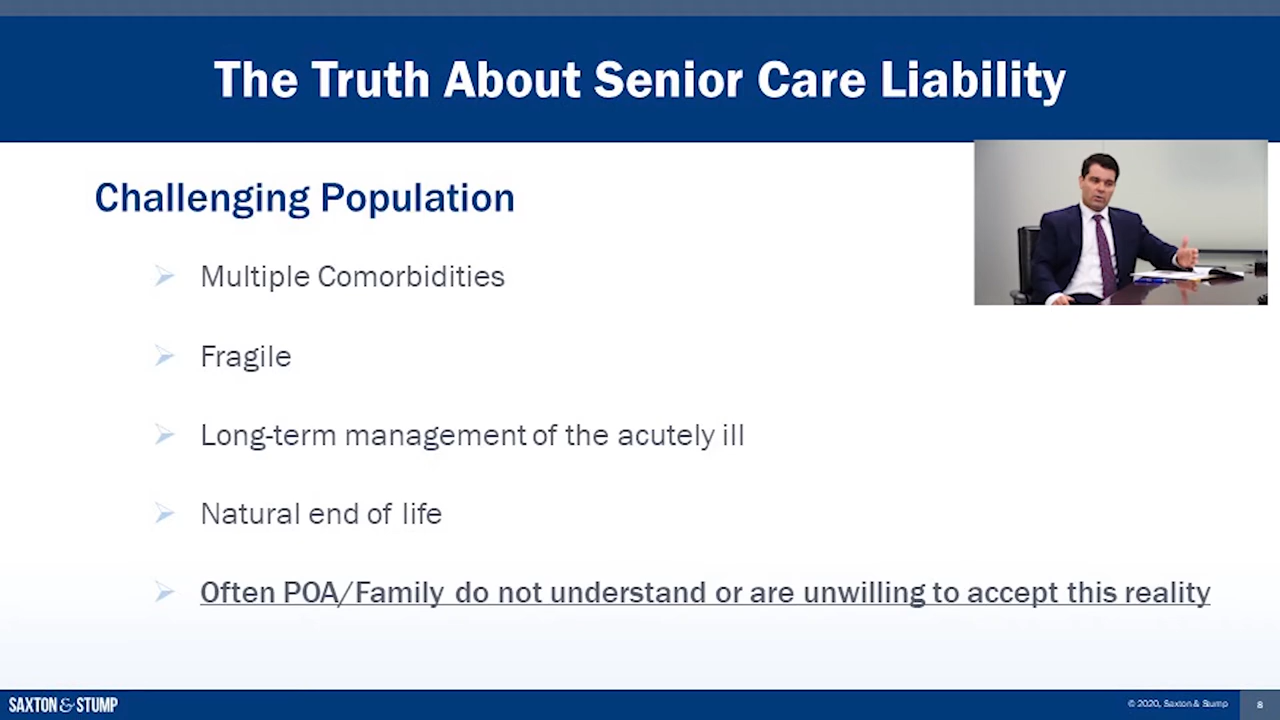 The Truth About Senior Care Liability
Challenging Population
Multiple Comorbidities
Fragile
Long-term management of the acutely ill
Natural end of life
Often POA/Family do not understand or are unwilling to accept this reality
SAXTON & STUMP
© 2020, Saxton & Stump
8